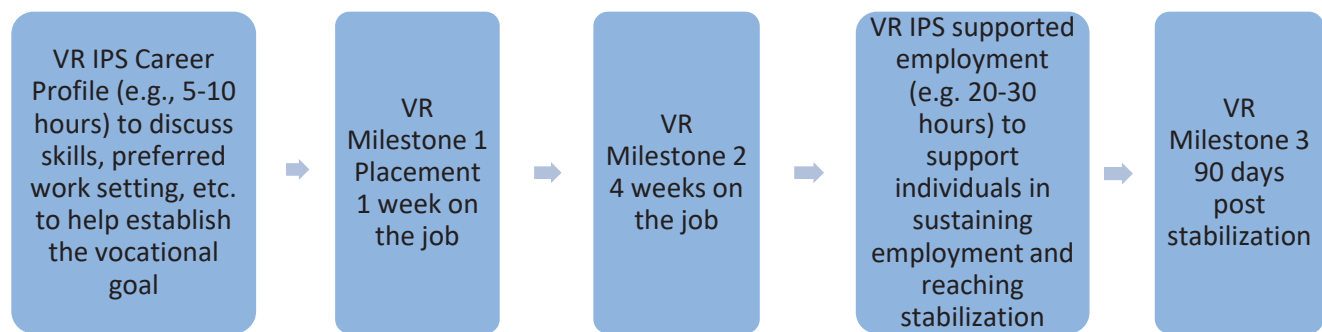 VR IPS Career
Profile (e.g., 5-10
hours) to discuss
skills, preferred
work setting, etc.
to help establish
the vocational
goal
VR
Milestone 1
Placement
1 week on
the job
VR
Milestone 2
4 weeks on
the job
VR IPS supported
employment
(e.g. 20-30
hours) to
support
individuals in
sustaining
employment and
reaching
stabilization
VR
Milestone 3
90 days
post
stabilization